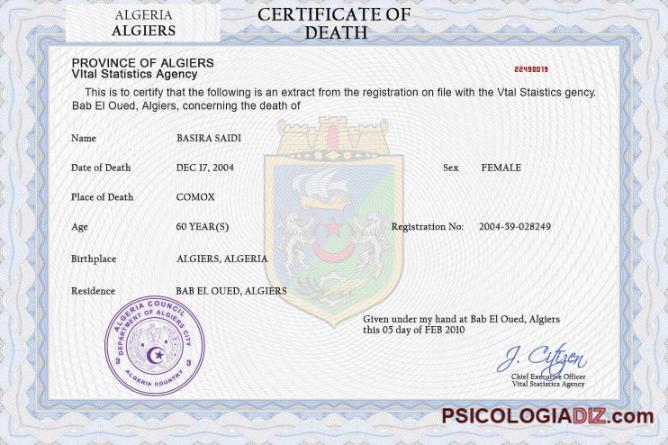 ALGERIA
ALGIERS
CERTIFICATE OF
DEATH
PROVINCE OF ALGIERS
VItal Statistics Agency
22490019
This is to certify that the following is an extract from the registration on file with the Vtal Staistics gency.
Bab El Oued, Algiers, concerning the death of
Name BASIRA SAIDI
Date of Death DEC 17, 2004 Sex FEMALE
Place of Death COMOX
Age 60 YEAR(S) Registration No: 2004-59-028249
Birthplace ALGIERS, ALGERIA
Residence BAB EL OUED, ALGIERS
ALGERIA COUNCIL
DEPARTMENT OF ALGIERS CITY
3 3
ALGERIA COUNTRY
Given under my hand at Bab El Oued, Algiers
this 05 day of FEB 2010
J. Citizen
Chief Executive Officer
Vital Statistics Agency
PSICOLOGIADIZ.com